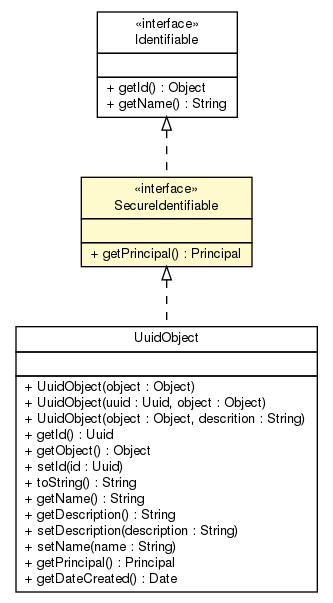 «interface»
Identifiable
+ getId() : Object
+ getName() : String
«interface»
SecureIdentifiable
+ getPrincipal() : Principal
UuidObject
+ UuidObject(object : Object)
+ UuidObject(uuid : Uuid, object : Object)
+ UuidObject(object : Object, descrition : String)
+ getId() : Uuid
+ getObject() : Object
+ setId(id : Uuid)
+ toString() : String
+ getName() : String
+ getDescription() : String
+ setDescription(description : String)
+ setName(name : String)
+ getPrincipal() : Principal
+ getDateCreated() : Date